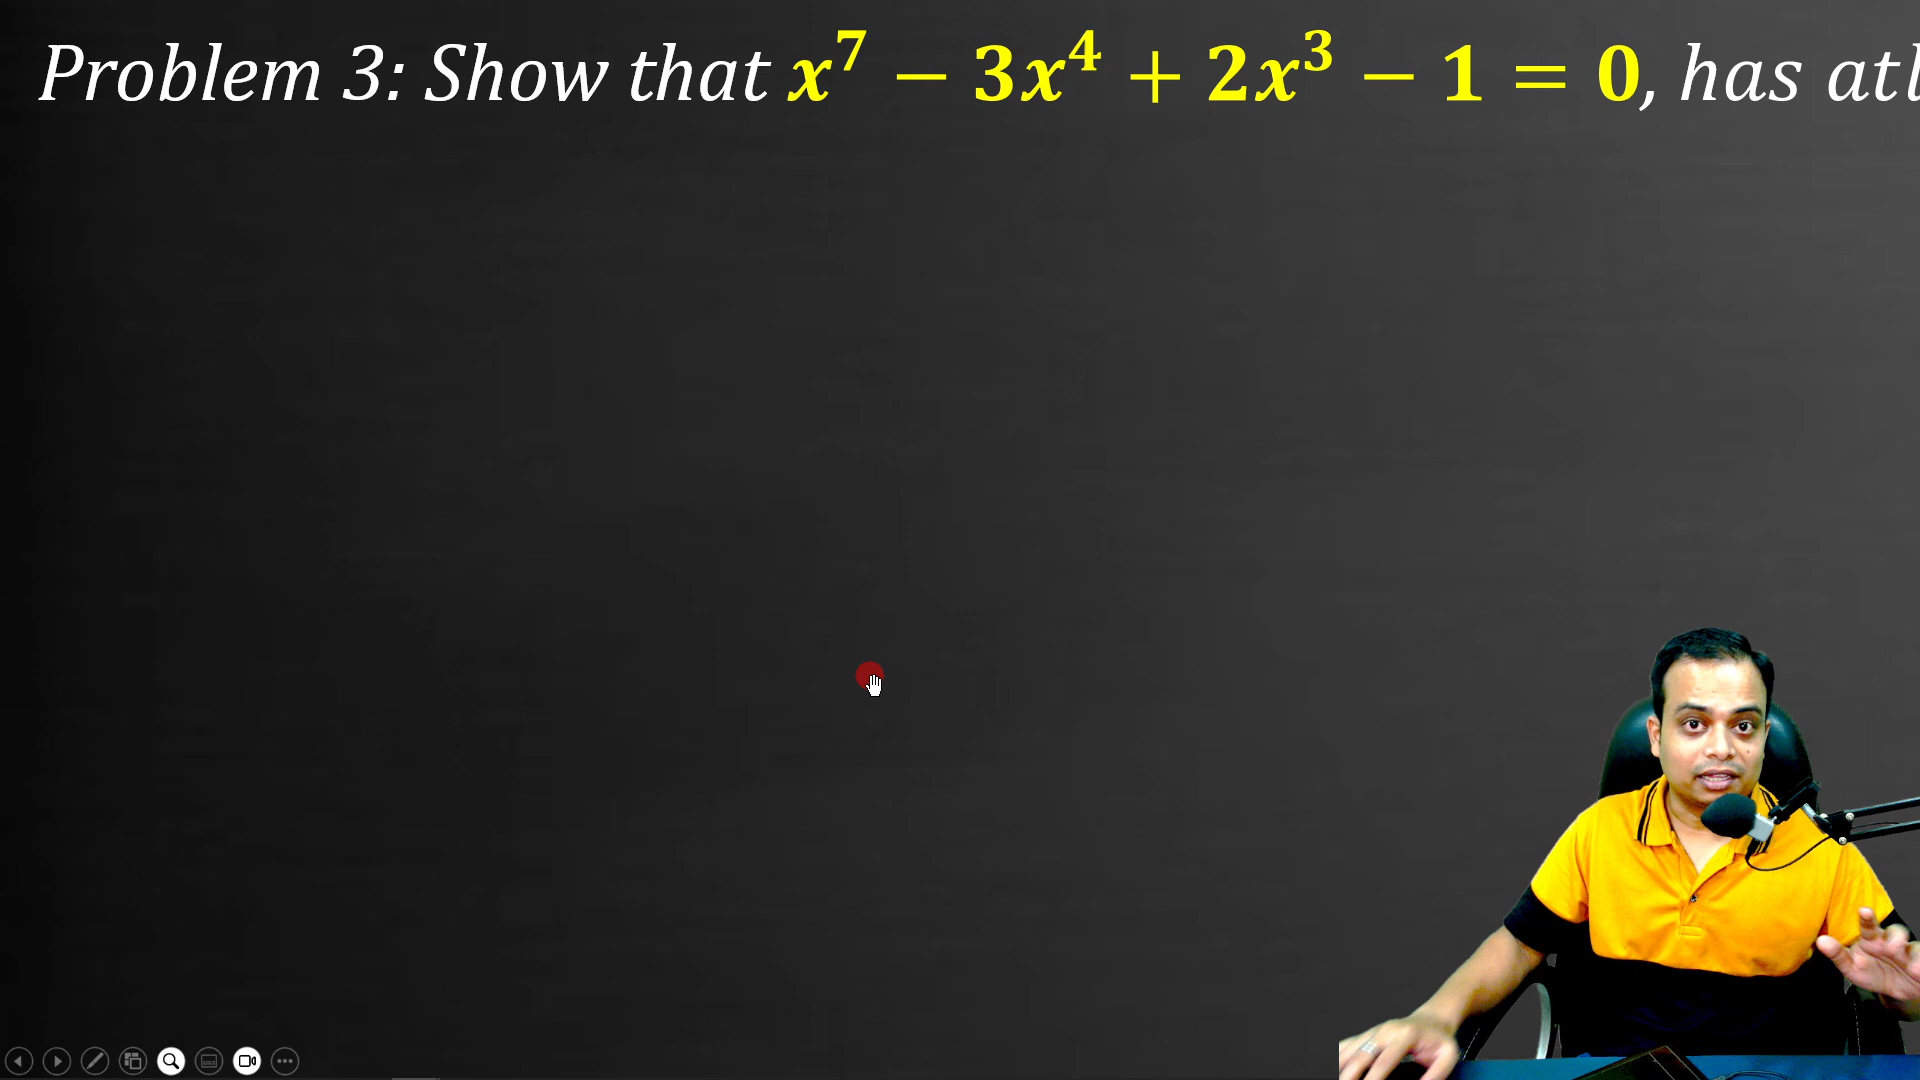 Problem 3: Show that x⁷ − 3x⁴ + 2x³ − 1 = 0, has atl